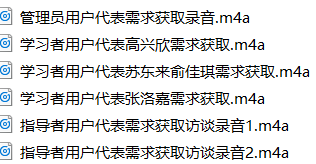 管理员用户代表需求获取录音.m4a
学习者用户代表高兴欣需求获取.m4a
学习者用户代表苏东来俞佳琪需求获取.m4a
学习者用户代表张洛嘉需求获取.m4a
指导者用户代表需求获取访谈录音1.m4a
指导者用户代表需求获取访谈录音2.m4a